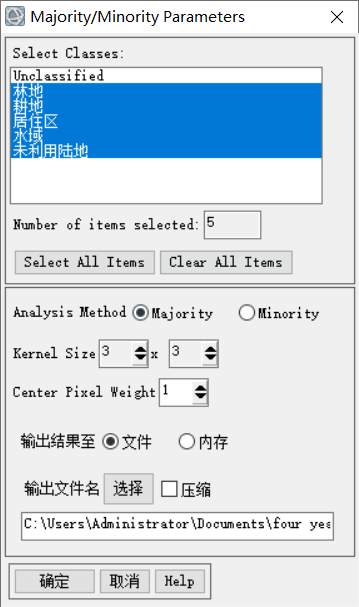 Majority/Minority Parameters
Select Classes:
Unclassified
林地
耕地
居住区
水域
未利用陆地
Number of items selected: 5
Select All Items Clear All Items
Analysis Method Majority Minority
Kernel Size 3 x 3
Center Pixel Weight 1
输出结果至 文件 内存
输出文件名 选择 压缩
C:\Users\Administrator\Documents\four yea
确定 取消 Help